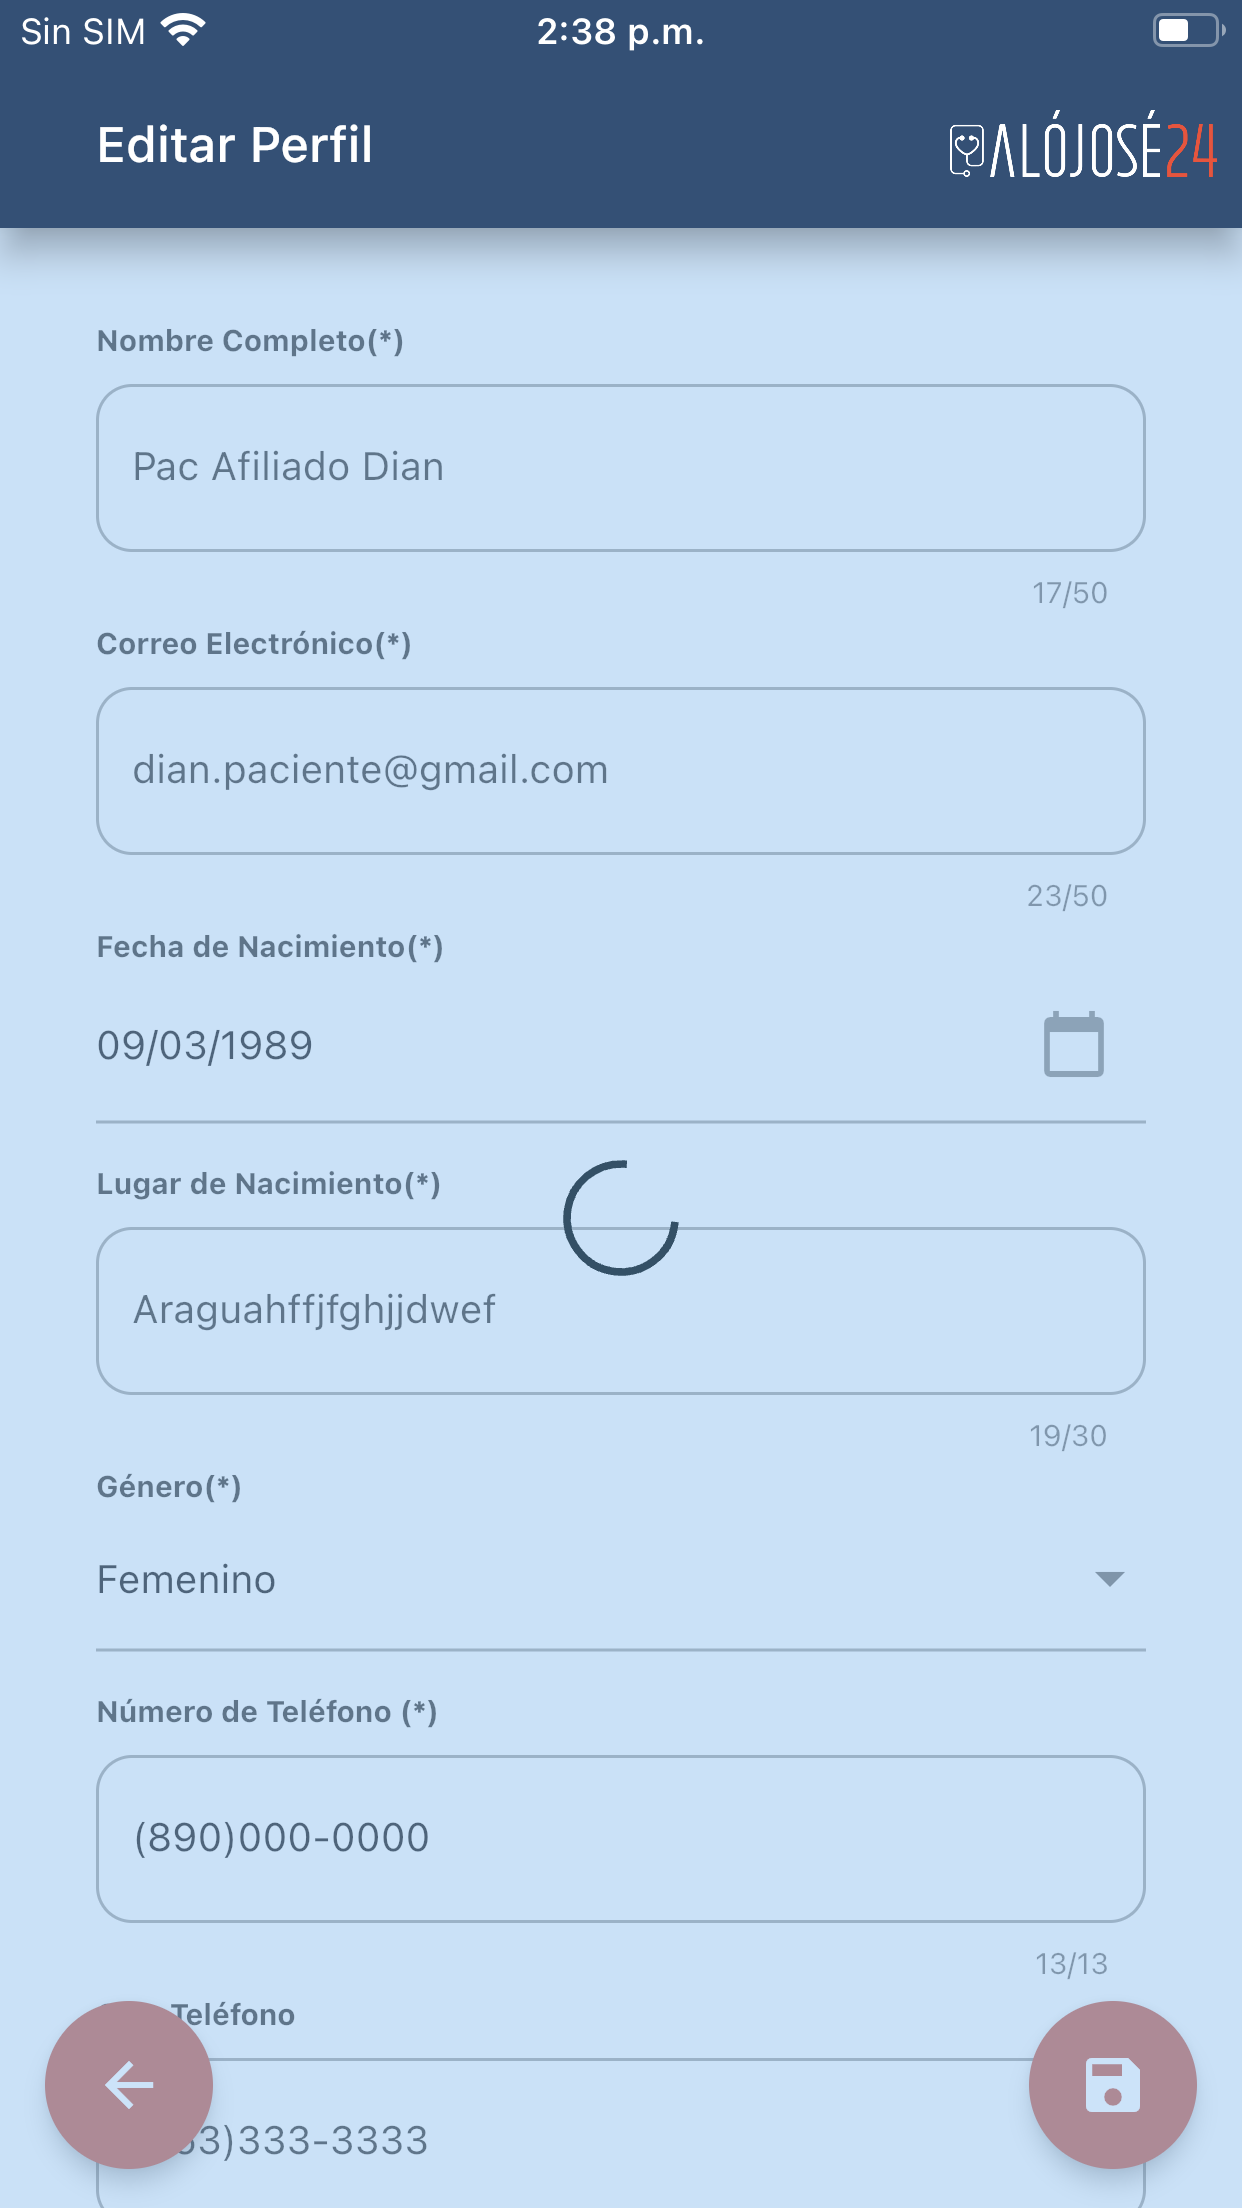 Sin SIM
2:38 p.m.
Editar Perfil
ALÓJOSÉ24
Nombre Completo(*)
Pac Afiliado Dian
17/50
Correo Electrónico(*)
dian.paciente@gmail.com
23/50
Fecha de Nacimiento(*)
09/03/1989
Lugar de Nacimiento(*)
Araguahffjfghjjdwef
19/30
Género(*)
Femenino
Número de Teléfono (*)
(890)000-0000
13/13
Teléfono
3)333-3333